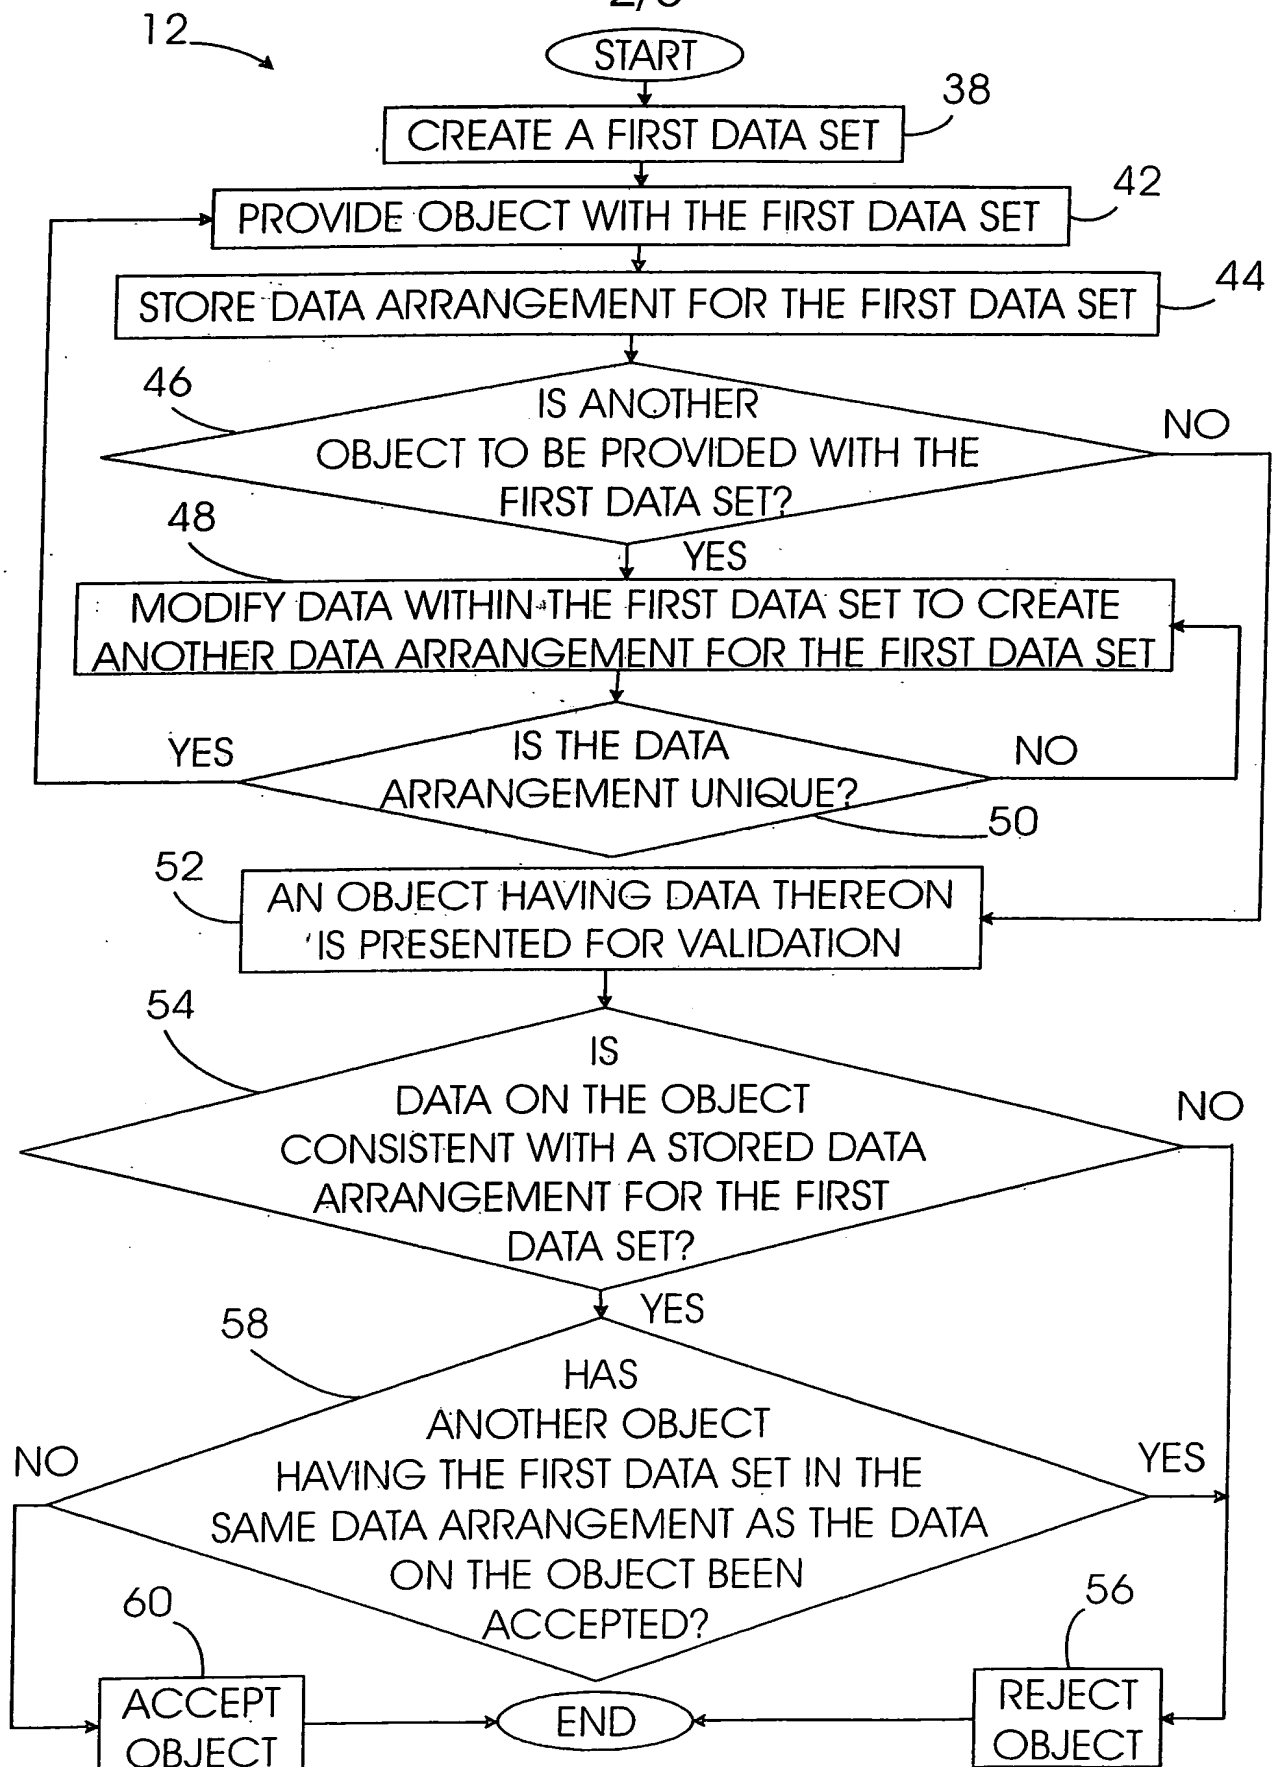 12
START
38
CREATE A FIRST DATA SET
42
PROVIDE OBJECT WITH THE FIRST DATA SET
44
STORE DATA ARRANGEMENT FOR THE FIRST DATA SET
46
IS ANOTHER
OBJECT TO BE PROVIDED WITH THE
FIRST DATA SET?
NO
48
YES
MODIFY DATA WITHIN THE FIRST DATA SET TO CREATE
ANOTHER DATA ARRANGEMENT FOR THE FIRST DATA SET
YES
IS THE DATA
ARRANGEMENT UNIQUE?
NO
50
52
AN OBJECT HAVING DATA THEREON
IS PRESENTED FOR VALIDATION
54
IS
DATA ON THE OBJECT
CONSISTENT WITH A STORED DATA
ARRANGEMENT FOR THE FIRST
DATA SET?
NO
YES
58
HAS
ANOTHER OBJECT
HAVING THE FIRST DATA SET IN THE
SAME DATA ARRANGEMENT AS THE DATA
ON THE OBJECT BEEN
ACCEPTED?
NO
YES
60
ACCEPT
OBJECT
END
56
REJECT
OBJECT